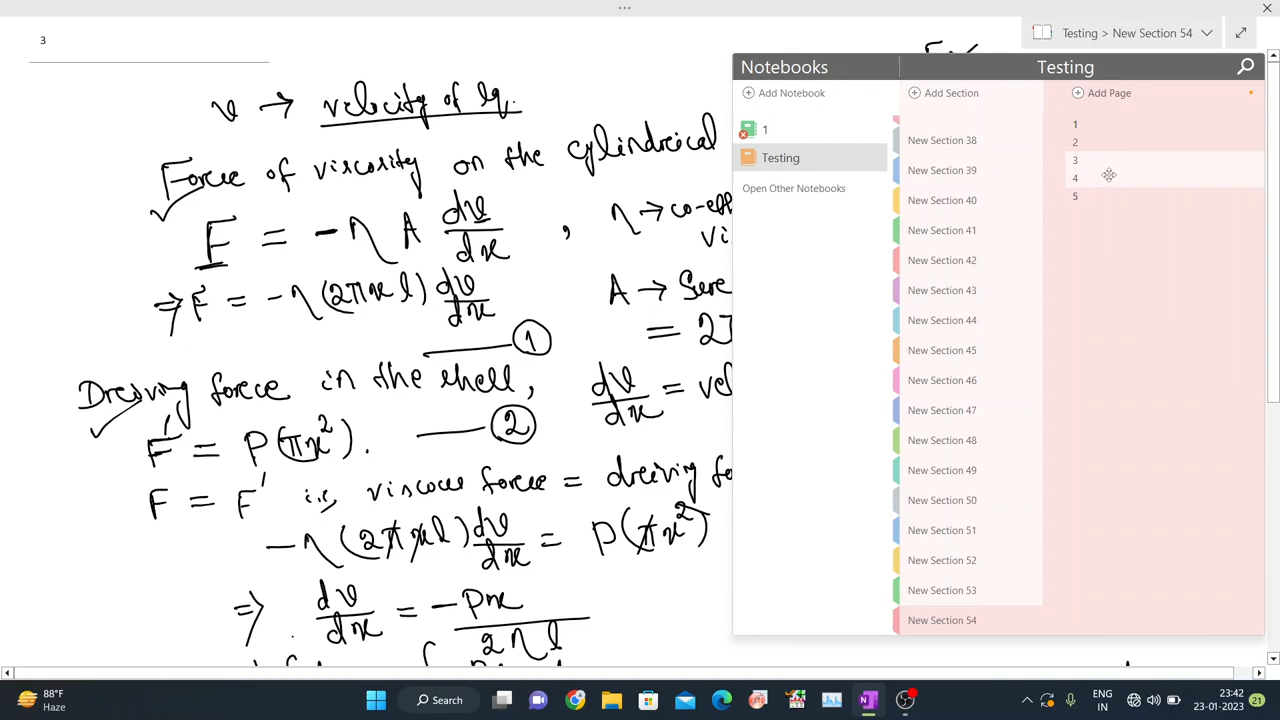 Testing > New Section 54
3
v → velocity of liq.
Force of viscosity on the cylindrical
F = -η A dv/dx , η → co-eff
vi
⇒ F = -η(2πx l) dv/dx
A →
= 2π
①
Driving force in the shell,
dv/dx = vel
F' = P(πx²). ②
F = F' i.e, viscous force = driving fo
-η(2πxl) dv/dx = P(πx²)
⇒ dv/dx = -Px/2ηl
Notebooks
Add Notebook
1
Testing
Open Other Notebooks
Testing
Add Section
Add Page
New Section 38
New Section 39
New Section 40
New Section 41
New Section 42
New Section 43
New Section 44
New Section 45
New Section 46
New Section 47
New Section 48
New Section 49
New Section 50
New Section 51
New Section 52
New Section 53
New Section 54
1
2
3
4
5
88°F
Haze
Search
ENG
IN
23:42
23-01-2023
21